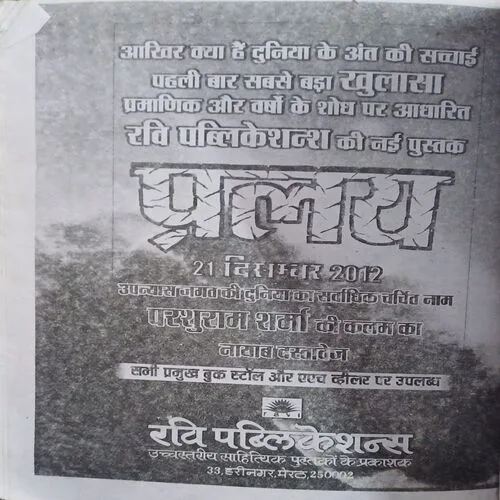 आखिर क्या हैं दुनिया के अंत की सच्चाई
पहली बार सबसे बड़ा खुलासा
प्रमाणिक और वर्षो के शोध पर आधारित
रवि पब्लिकेशन्श की नई पुस्तक
प्रलय
21 दिसम्बर 2012
उपन्यास जगत की दुनिया का सर्वाधिक चर्चित नाम
परशुराम शर्मा की कलम का
नायाब दस्तावेज
सभी प्रमुख बुक स्टॉल और एएच व्हीलर पर उपलब्ध
RAVI
रवि पब्लिकेशन्स
उच्चस्तरीय साहित्यिक पुस्तकों के प्रकाशक
33, हरीनगर, मेरठ, 250002